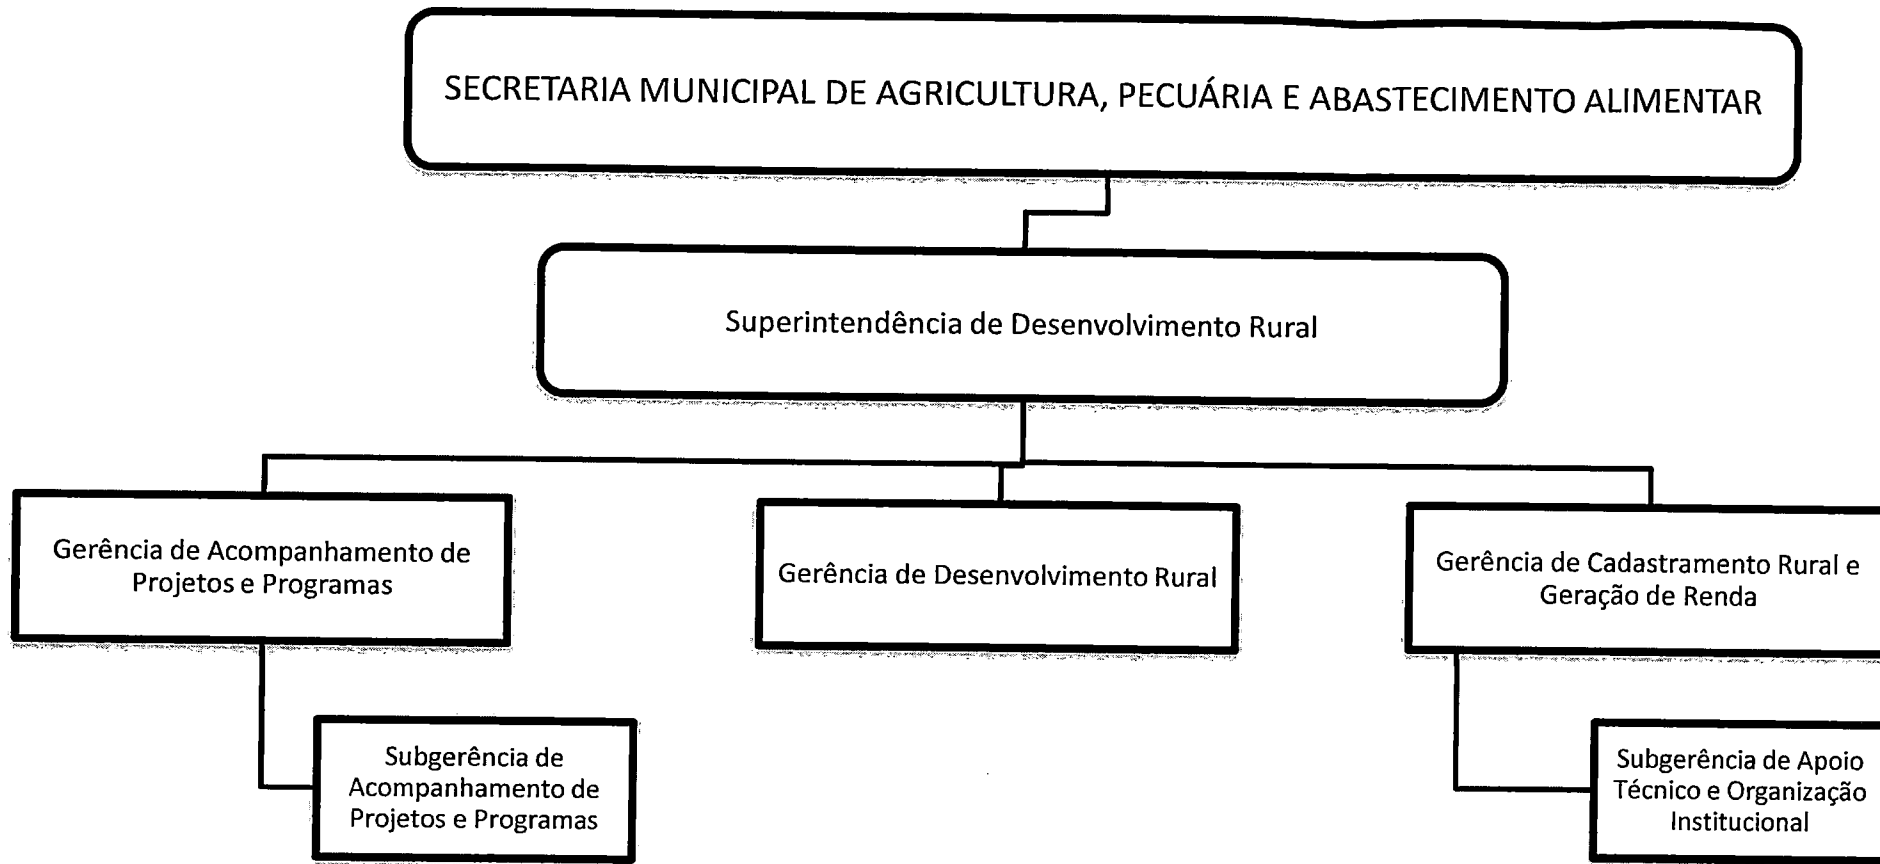 SECRETARIA MUNICIPAL DE AGRICULTURA, PECUÁRIA E ABASTECIMENTO ALIMENTAR
Superintendência de Desenvolvimento Rural
Gerência de Acompanhamento de
Projetos e Programas
Gerência de Desenvolvimento Rural
Gerência de Cadastramento Rural e
Geração de Renda
Subgerência de
Acompanhamento de
Projetos e Programas
Subgerência de Apoio
Técnico e Organização
Institucional